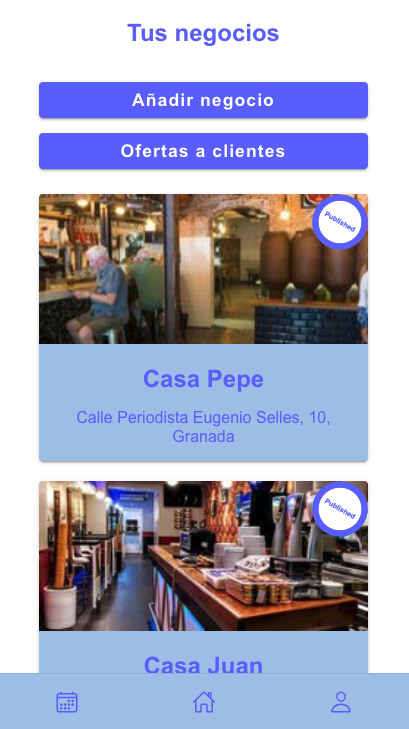 Tus negocios
Añadir negocio
Ofertas a clientes
Published
Casa Pepe
Calle Periodista Eugenio Selles, 10,
Granada
Published
Casa Juan